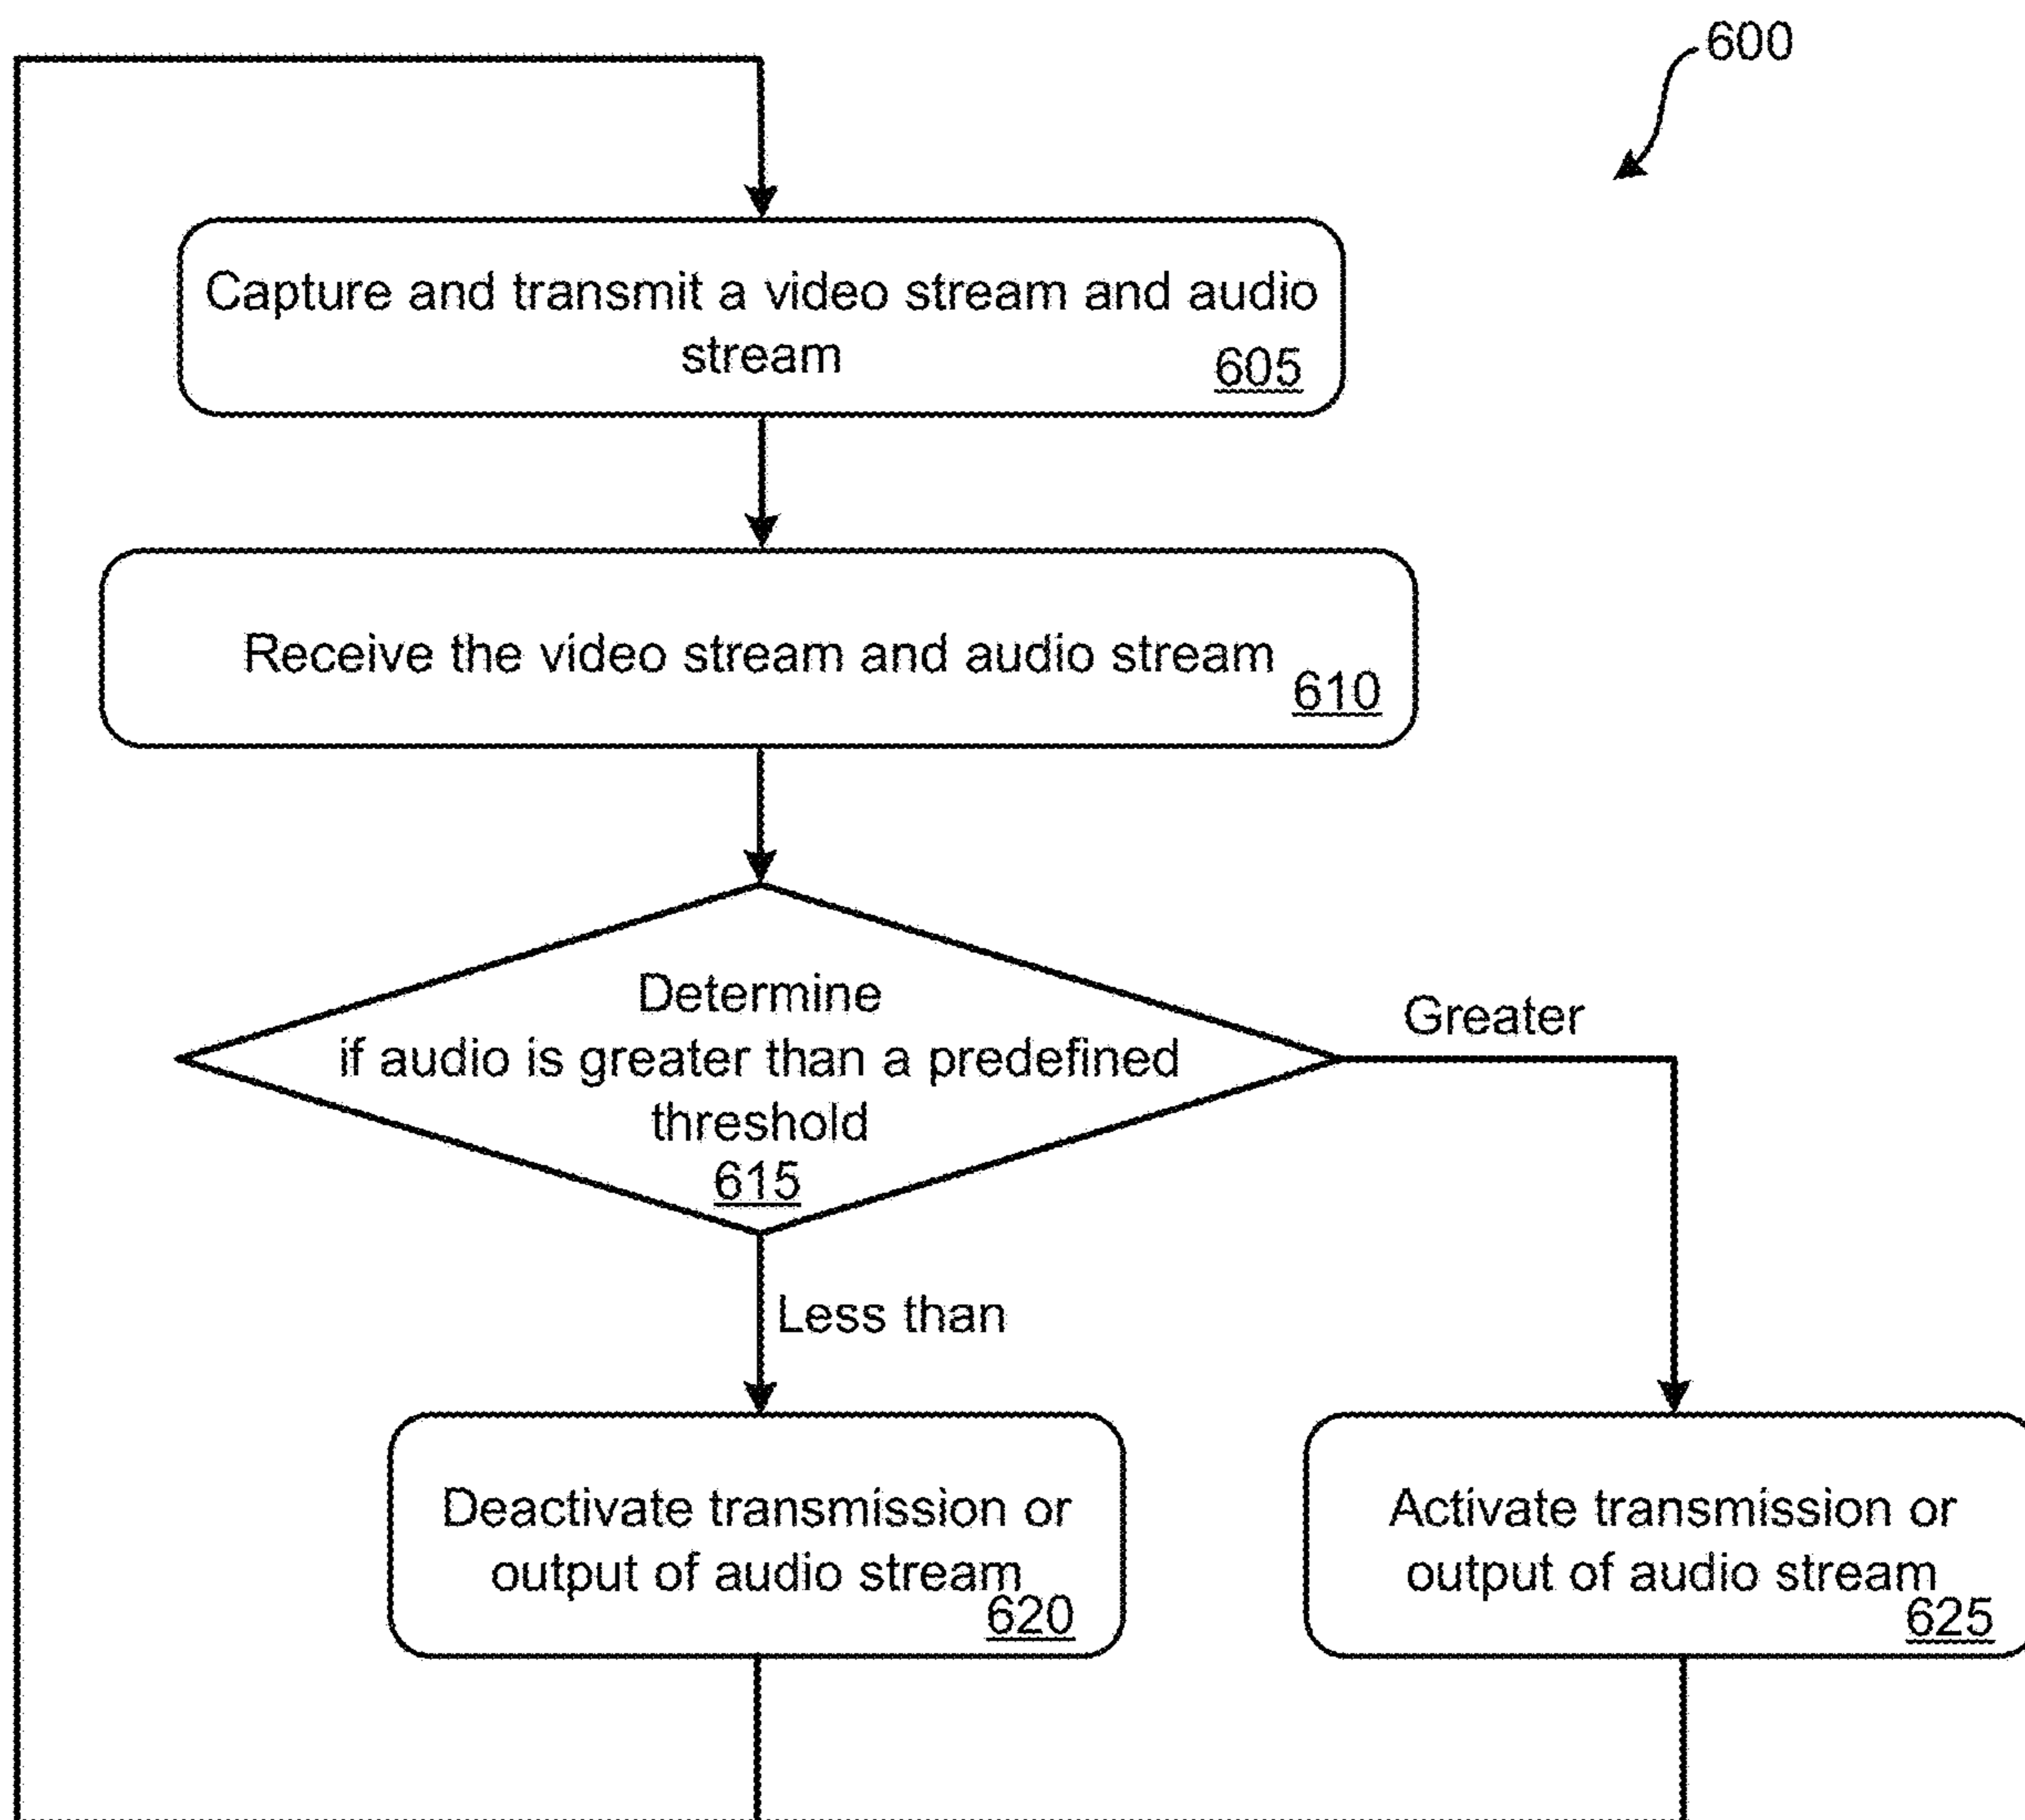 600
Capture and transmit a video stream and audio
stream
605
Receive the video stream and audio stream
610
Determine
if audio is greater than a predefined
threshold
615
Greater
Less than
Deactivate transmission or
output of audio stream
620
Activate transmission or
output of audio stream
625